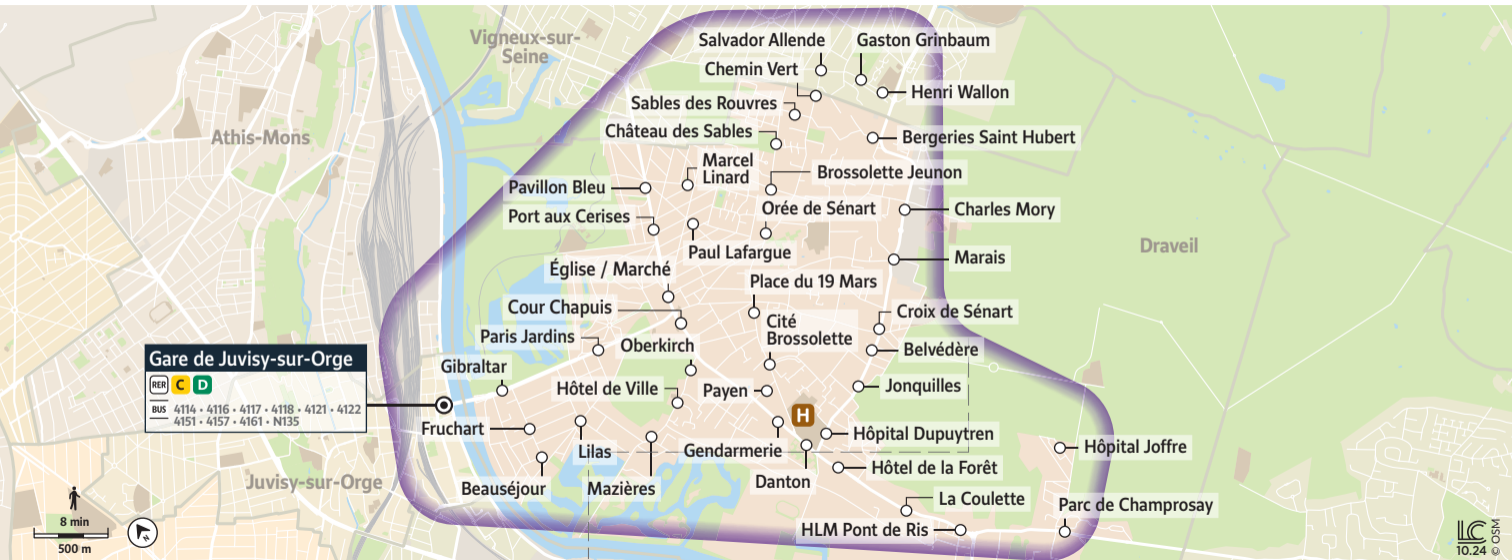 Vigneux-sur-
Seine
Salvador Allende
Gaston Grinbaum
Chemin Vert
Henri Wallon
Sables des Rouvres
Athis-Mons
Château des Sables
Bergeries Saint Hubert
Marcel
Linard
Brossolette Jeunon
Pavillon Bleu
Port aux Cerises
Orée de Sénart
Charles Mory
Draveil
Paul Lafargue
Marais
Église / Marché
Place du 19 Mars
Cour Chapuis
Croix de Sénart
Cité
Brossolette
Paris Jardins
Oberkirch
Belvédère
Gare de Juvisy-sur-Orge
RER C D
BUS 4114 • 4116 • 4117 • 4118 • 4121 • 4122
4151 • 4157 • 4161 • N135
Gibraltar
Hôtel de Ville
Payen
Jonquilles
H
Fruchart
Lilas
Gendarmerie
Hôpital Dupuytren
Hôpital Joffre
Juvisy-sur-Orge
Beauséjour
Mazières
Danton
Hôtel de la Forêt
La Coulette
Parc de Champrosay
HLM Pont de Ris
8 min
500 m
N
LC
10.24
© OSM